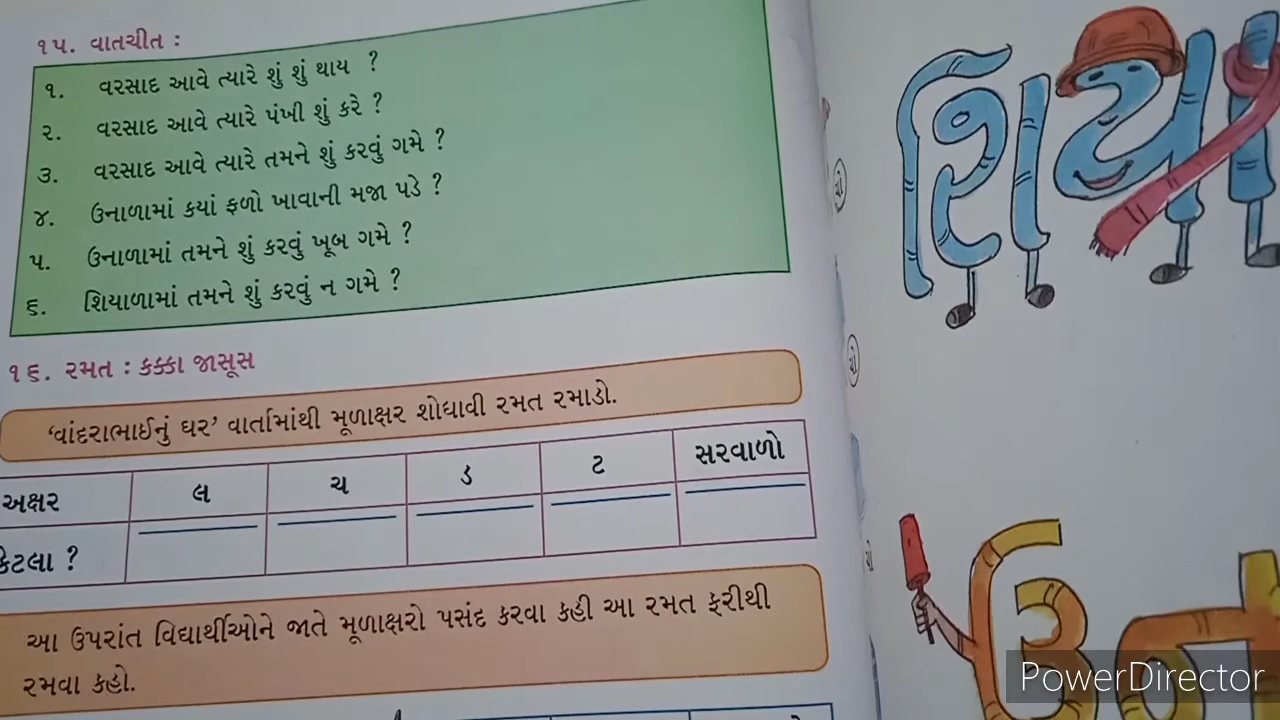 ૧૫. વાતચીત :
૧. વરસાદ આવે ત્યારે શું શું થાય ?
૨. વરસાદ આવે ત્યારે પંખી શું કરે ?
૩. વરસાદ આવે ત્યારે તમને શું કરવું ગમે ?
૪. ઉનાળામાં કયાં ફળો ખાવાની મજા પડે ?
૫. ઉનાળામાં તમને શું કરવું ખૂબ ગમે ?
૬. શિયાળામાં તમને શું કરવું ન ગમે ?
૧૬. રમત : કક્કા જાસૂસ
‘વાંદરાભાઈનું ઘર’ વાર્તામાંથી મૂળાક્ષર શોધાવી રમત રમાડો.
અક્ષર લ ચ ડ ટ સરવાળો
કેટલા ?
આ ઉપરાંત વિદ્યાર્થીઓને જાતે મૂળાક્ષરો પસંદ કરવા કહી આ રમત ફરીથી
રમવા કહો.
શિયા
ઉન
PowerDirector